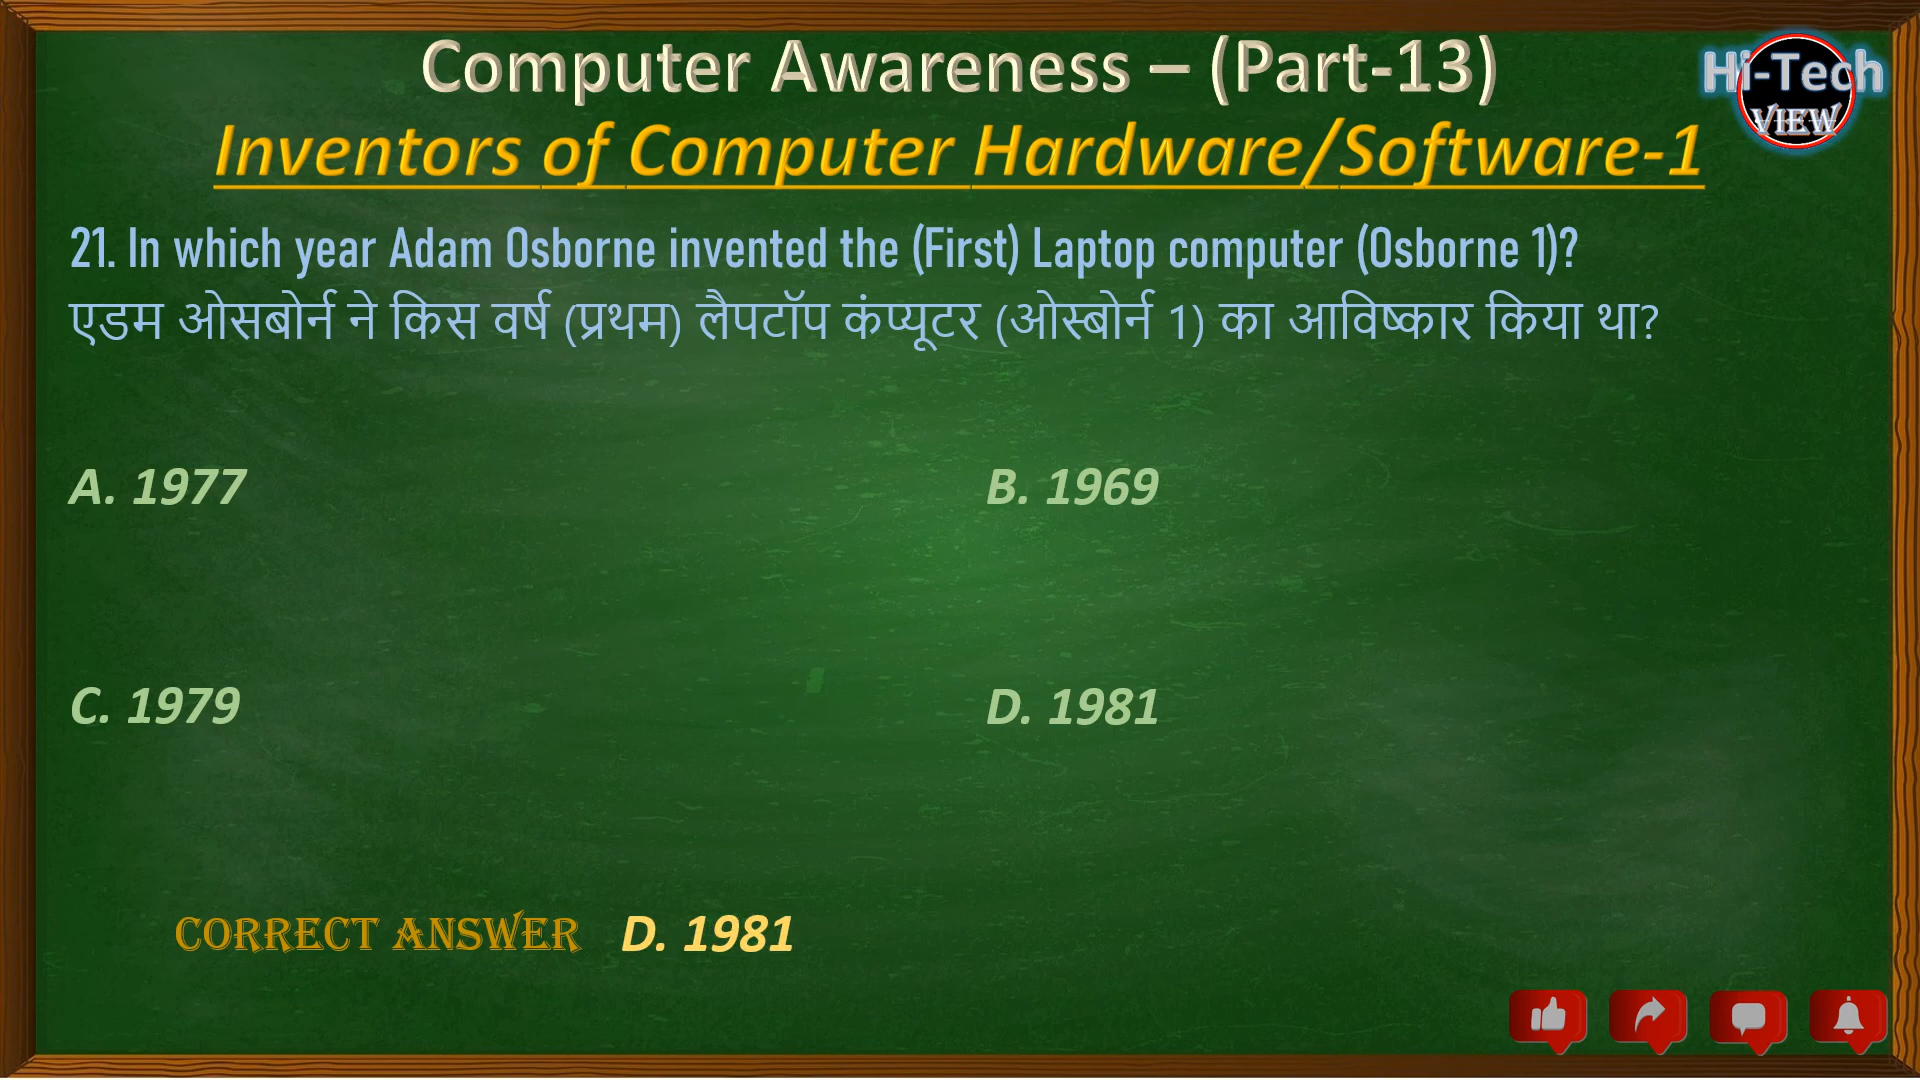 Computer Awareness – (Part-13)
Hi-Tech
VIEW
Inventors of Computer Hardware/Software-1
21. In which year Adam Osborne invented the (First) Laptop computer (Osborne 1)?
एडम ओसबोर्न ने किस वर्ष (प्रथम) लैपटॉप कंप्यूटर (ओस्बोर्न 1) का आविष्कार किया था?
A. 1977
B. 1969
C. 1979
D. 1981
CORRECT ANSWER D. 1981